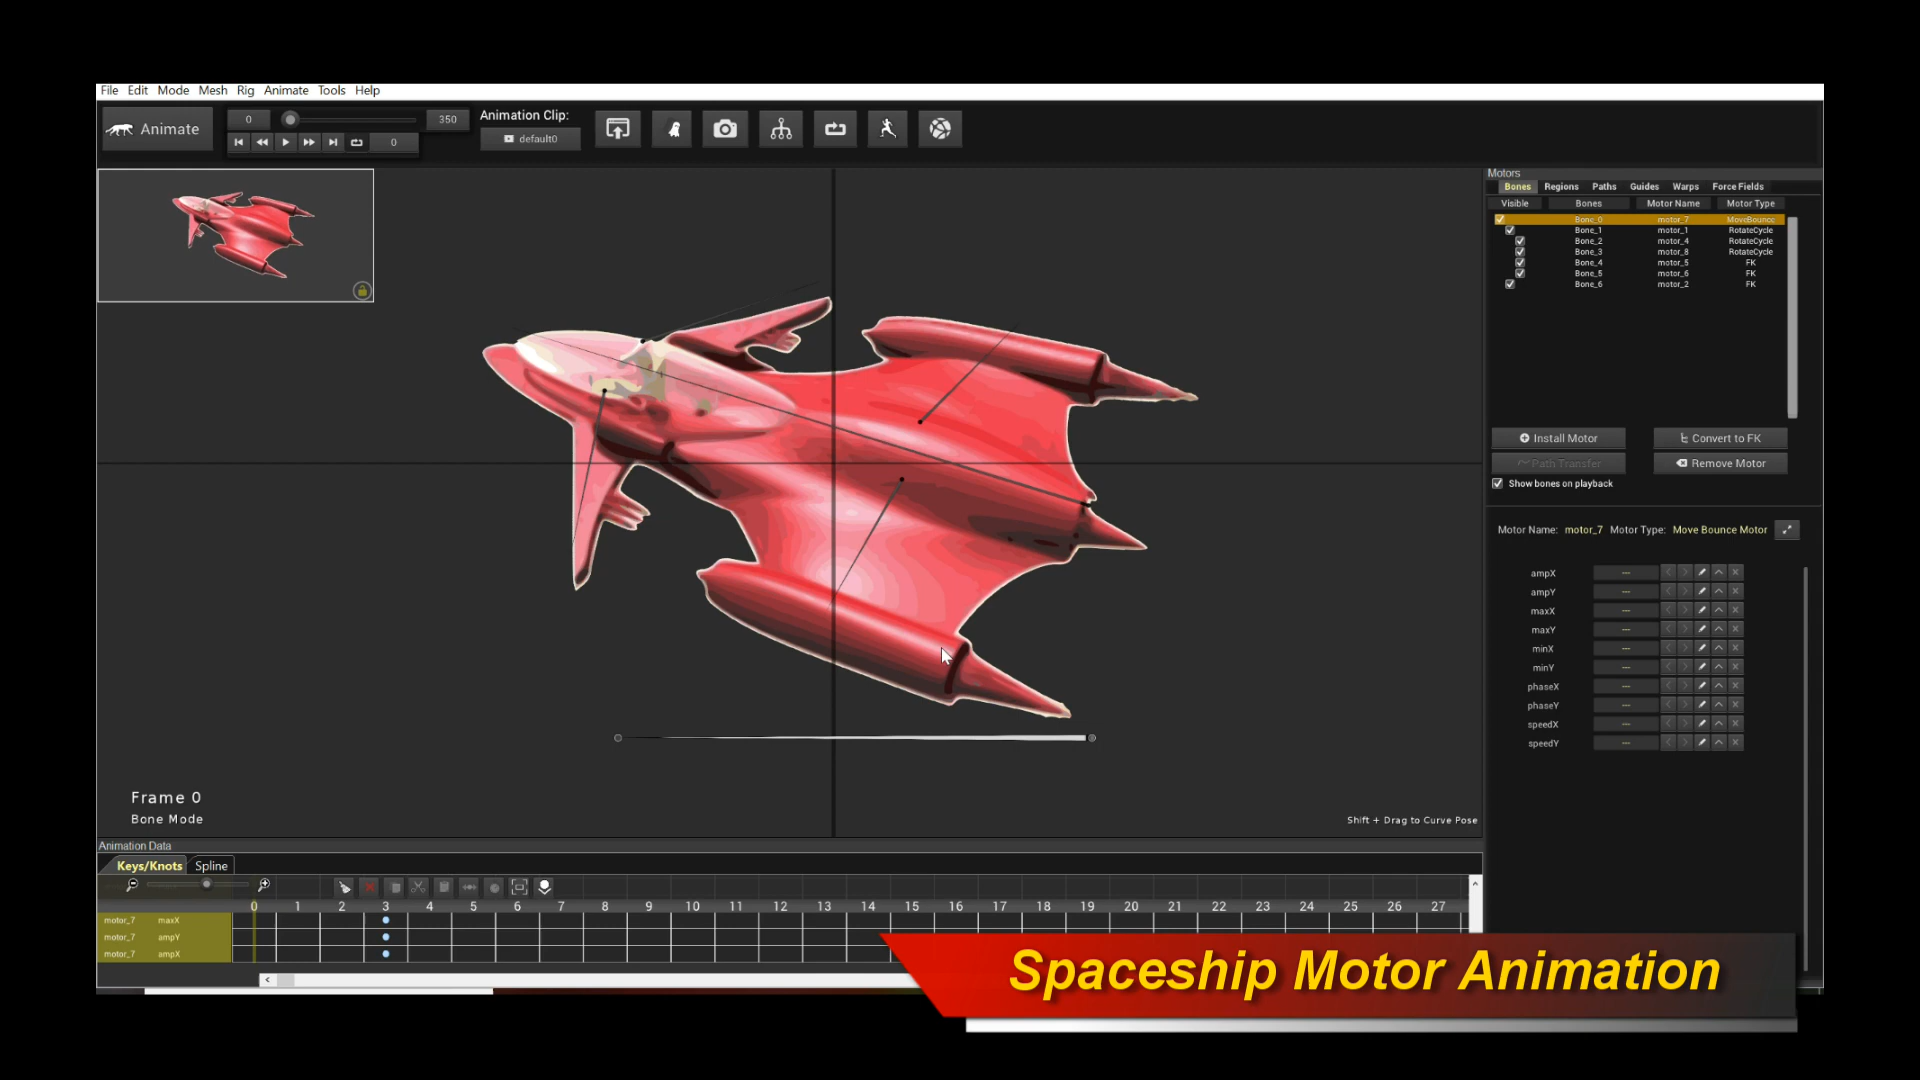 File Edit Mode Mesh Rig Animate Tools Help
Animate
0
350
0
Animation Clip:
default0
Motors
Bones Regions Paths Guides Warps Force Fields
Visible Bones Motor Name Motor Type
Bone_0 motor_7 MoveBounce
Bone_1 motor_1 RotateCycle
Bone_2 motor_4 RotateCycle
Bone_3 motor_8 RotateCycle
Bone_4 motor_5 FK
Bone_5 motor_6 FK
Bone_6 motor_2 FK
Install Motor Convert to FK
Path Transfer Remove Motor
Show bones on playback
Motor Name: motor_7 Motor Type: Move Bounce Motor
ampX ---
ampY ---
maxX ---
maxY ---
minX ---
minY ---
phaseX ---
phaseY ---
speedX ---
speedY ---
Frame 0
Bone Mode
Shift + Drag to Curve Pose
Animation Data
Keys/Knots Spline
0 1 2 3 4 5 6 7 8 9 10 11 12 13 14 15 16 17 18 19 20 21 22 23 24 25 26 27
motor_7 maxX
motor_7 ampY
motor_7 ampX
Spaceship Motor Animation